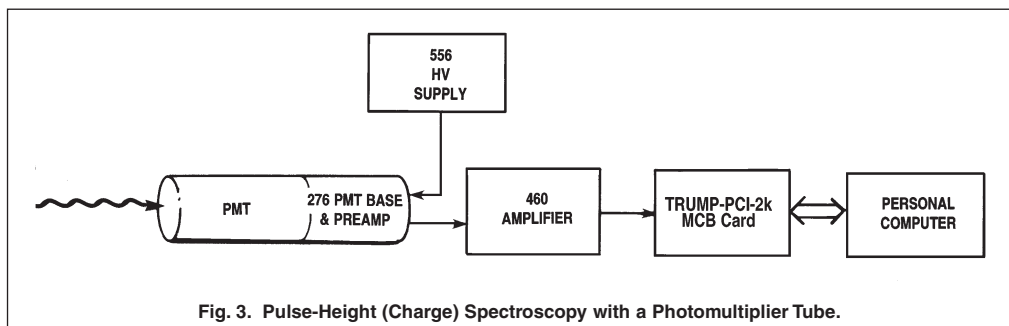 556
HV
SUPPLY
PMT
276 PMT BASE
& PREAMP
460
AMPLIFIER
TRUMP-PCI-2k
MCB Card
PERSONAL
COMPUTER
Fig. 3. Pulse-Height (Charge) Spectroscopy with a Photomultiplier Tube.